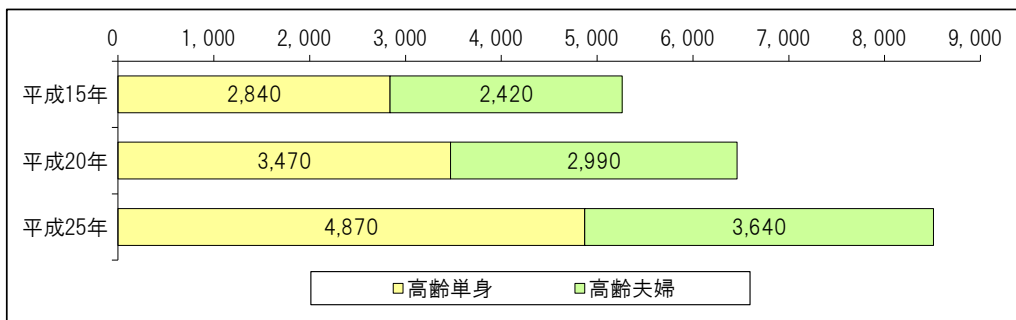 0 1,000 2,000 3,000 4,000 5,000 6,000 7,000 8,000 9,000
平成15年 2,840 2,420
平成20年 3,470 2,990
平成25年 4,870 3,640
高齢単身 高齢夫婦